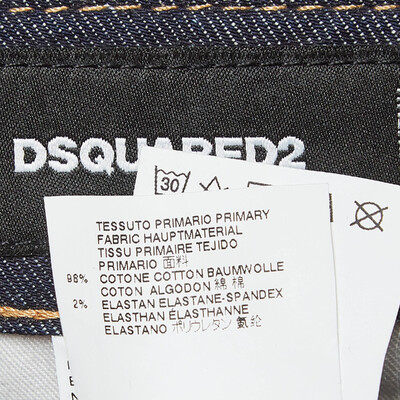 DSQUARED2
30
TESSUTO PRIMARIO PRIMARY
FABRIC HAUPTMATERIAL
TISSU PRIMAIRE TEJIDO
PRIMARIO 面料
98% COTONE COTTON BAUMWOLLE
COTON ALGODON 綿 棉
2% ELASTAN ELASTANE-SPANDEX
ELASTHAN ÉLASTHANNE
ELASTANO ポリウレタン 氨纶